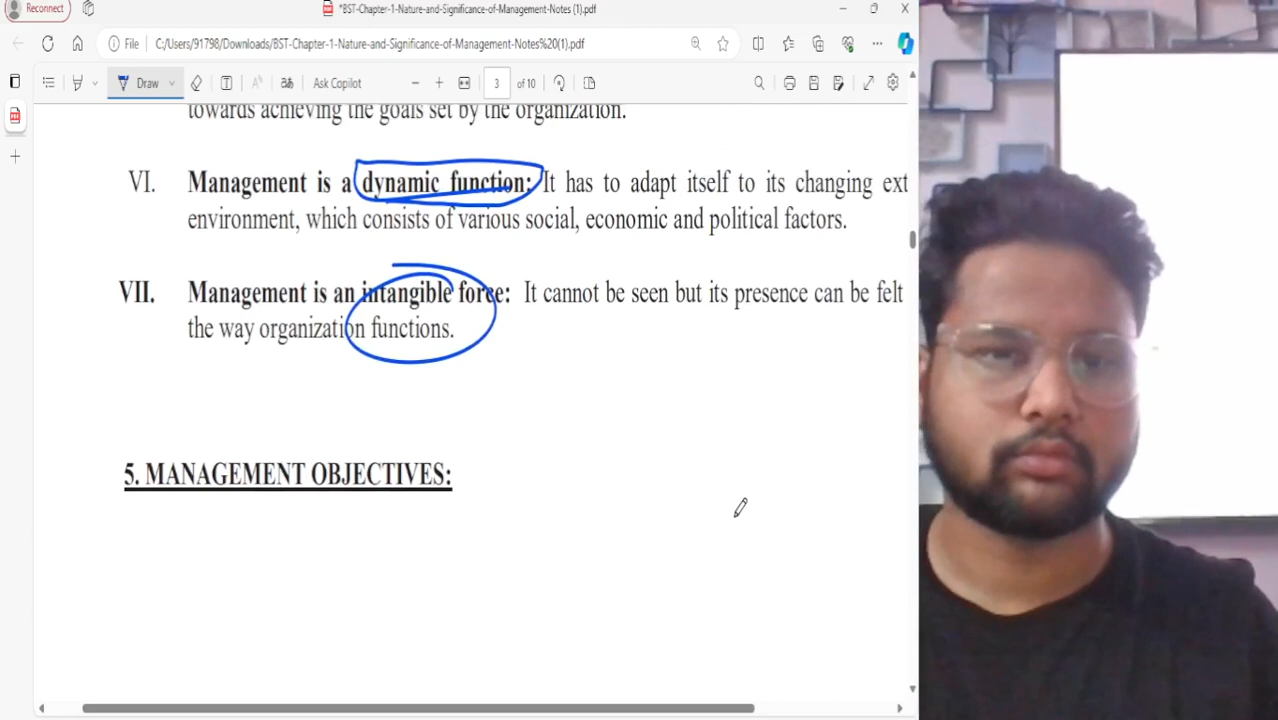 Reconnect
*BST-Chapter-1-Nature-and-Significance-of-Management-Notes (1).pdf
File C:/Users/91798/Downloads/BST-Chapter-1-Nature-and-Significance-of-Management-Notes%20(1).pdf
Draw Ask Copilot 3 of 10
towards achieving the goals set by the organization.
VI. Management is a dynamic function: It has to adapt itself to its changing ext
environment, which consists of various social, economic and political factors.
VII. Management is an intangible force: It cannot be seen but its presence can be felt
the way organization functions.
5. MANAGEMENT OBJECTIVES: